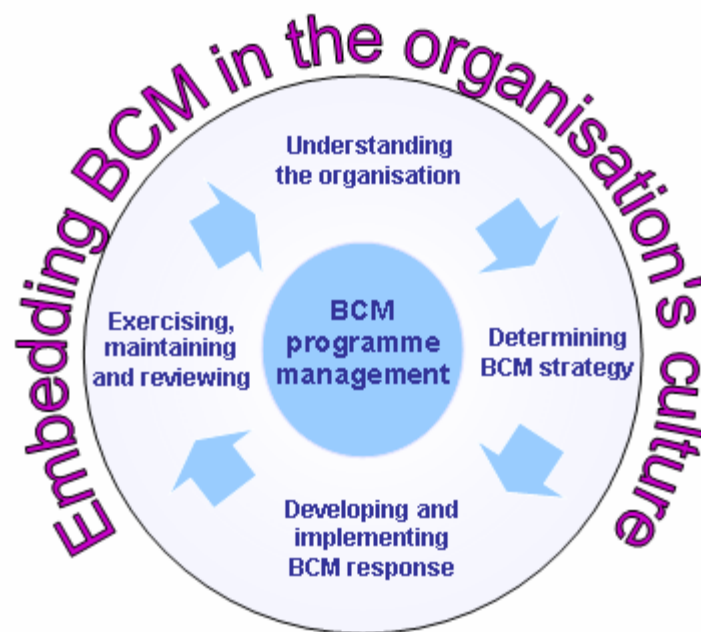 Embedding BCM in the organisation's culture
Understanding
the organisation
BCM
programme
management
Determining
BCM strategy
Developing and
implementing
BCM response
Exercising,
maintaining
and reviewing